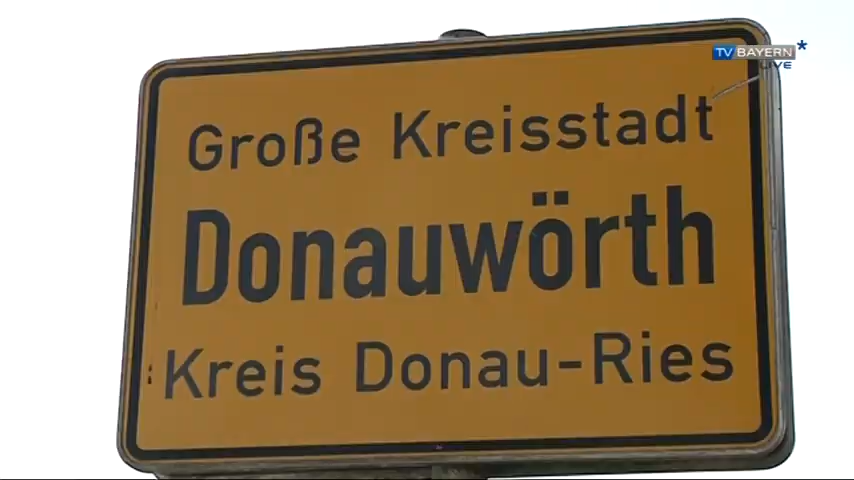 TV BAYERN
LIVE
Große Kreisstadt
Donauwörth
Kreis Donau-Ries